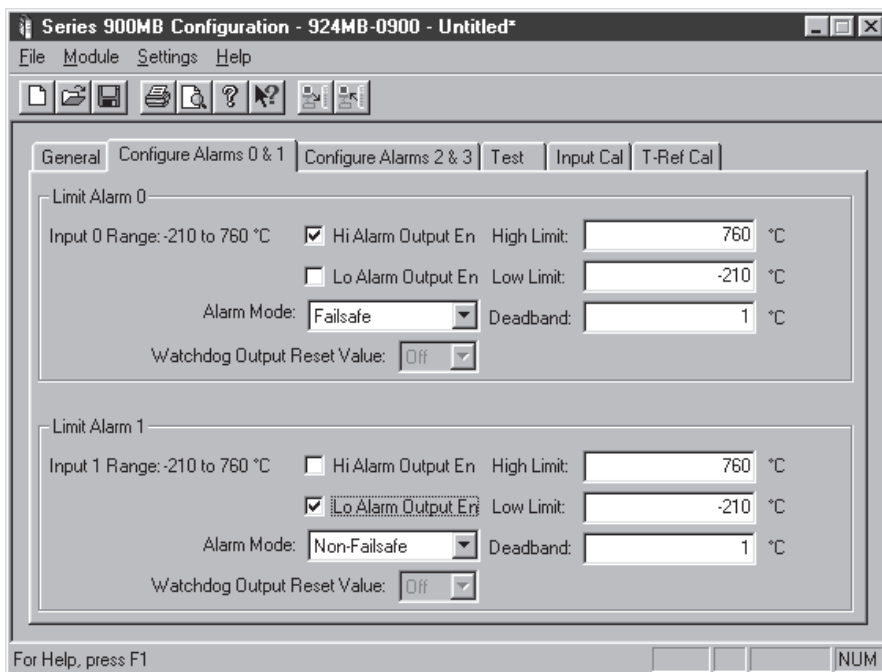 Series 900MB Configuration - 924MB-0900 - Untitled*
File Module Settings Help
General Configure Alarms 0 & 1 Configure Alarms 2 & 3 Test Input Cal T-Ref Cal
Limit Alarm 0
Input 0 Range: -210 to 760 °C Hi Alarm Output En High Limit: 760 °C
Lo Alarm Output En Low Limit: -210 °C
Alarm Mode: Failsafe Deadband: 1 °C
Watchdog Output Reset Value: Off
Limit Alarm 1
Input 1 Range: -210 to 760 °C Hi Alarm Output En High Limit: 760 °C
Lo Alarm Output En Low Limit: -210 °C
Alarm Mode: Non-Failsafe Deadband: 1 °C
Watchdog Output Reset Value: Off
For Help, press F1 NUM